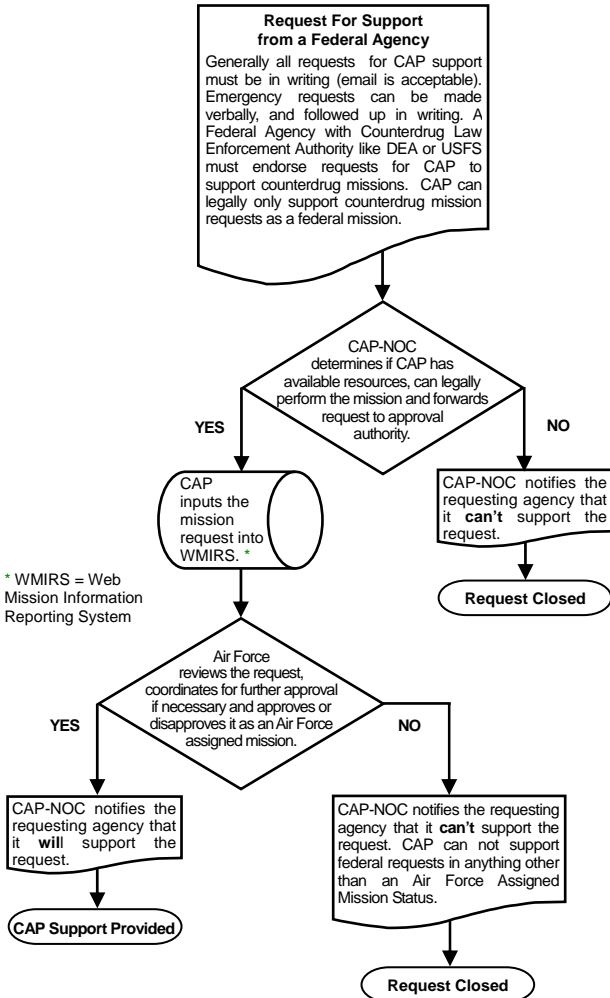 Request For Support
from a Federal Agency
Generally all requests for CAP support
must be in writing (email is acceptable).
Emergency requests can be made
verbally, and followed up in writing. A
Federal Agency with Counterdrug Law
Enforcement Authority like DEA or USFS
must endorse requests for CAP to
support counterdrug missions. CAP can
legally only support counterdrug mission
requests as a federal mission.
CAP-NOC
determines if CAP has
available resources, can legally
perform the mission and forwards
request to approval
authority.
YES
NO
CAP
inputs the
mission
request into
WMIRS. *
CAP-NOC notifies the
requesting agency that
it can't support the
request.
Request Closed
* WMIRS = Web
Mission Information
Reporting System
Air Force
reviews the request,
coordinates for further approval
if necessary and approves or
disapproves it as an Air Force
assigned mission.
YES
NO
CAP-NOC notifies the
requesting agency that
it will support the
request.
CAP Support Provided
CAP-NOC notifies the requesting
agency that it can't support the
request. CAP can not support
federal requests in anything other
than an Air Force Assigned
Mission Status.
Request Closed